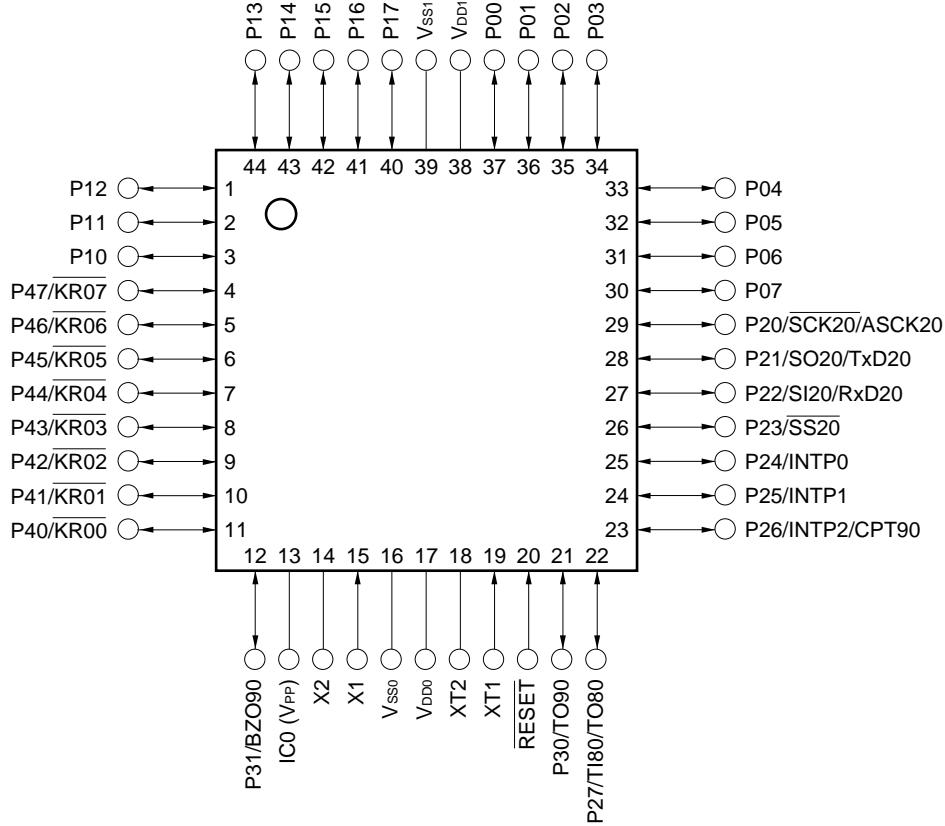 P13
P14
P15
P16
P17
VSS1
VDD1
P00
P01
P02
P03
44 43 42 41 40 39 38 37 36 35 34
P12 1
P11 2
P10 3
P47/KR07 4
P46/KR06 5
P45/KR05 6
P44/KR04 7
P43/KR03 8
P42/KR02 9
P41/KR01 10
P40/KR00 11
33 P04
32 P05
31 P06
30 P07
29 P20/SCK20/ASCK20
28 P21/SO20/TxD20
27 P22/SI20/RxD20
26 P23/SS20
25 P24/INTP0
24 P25/INTP1
23 P26/INTP2/CPT90
12 13 14 15 16 17 18 19 20 21 22
P31/BZO90
IC0 (VPP)
X2
X1
VSS0
VDD0
XT2
XT1
RESET
P30/TO90
P27/TI80/TO80